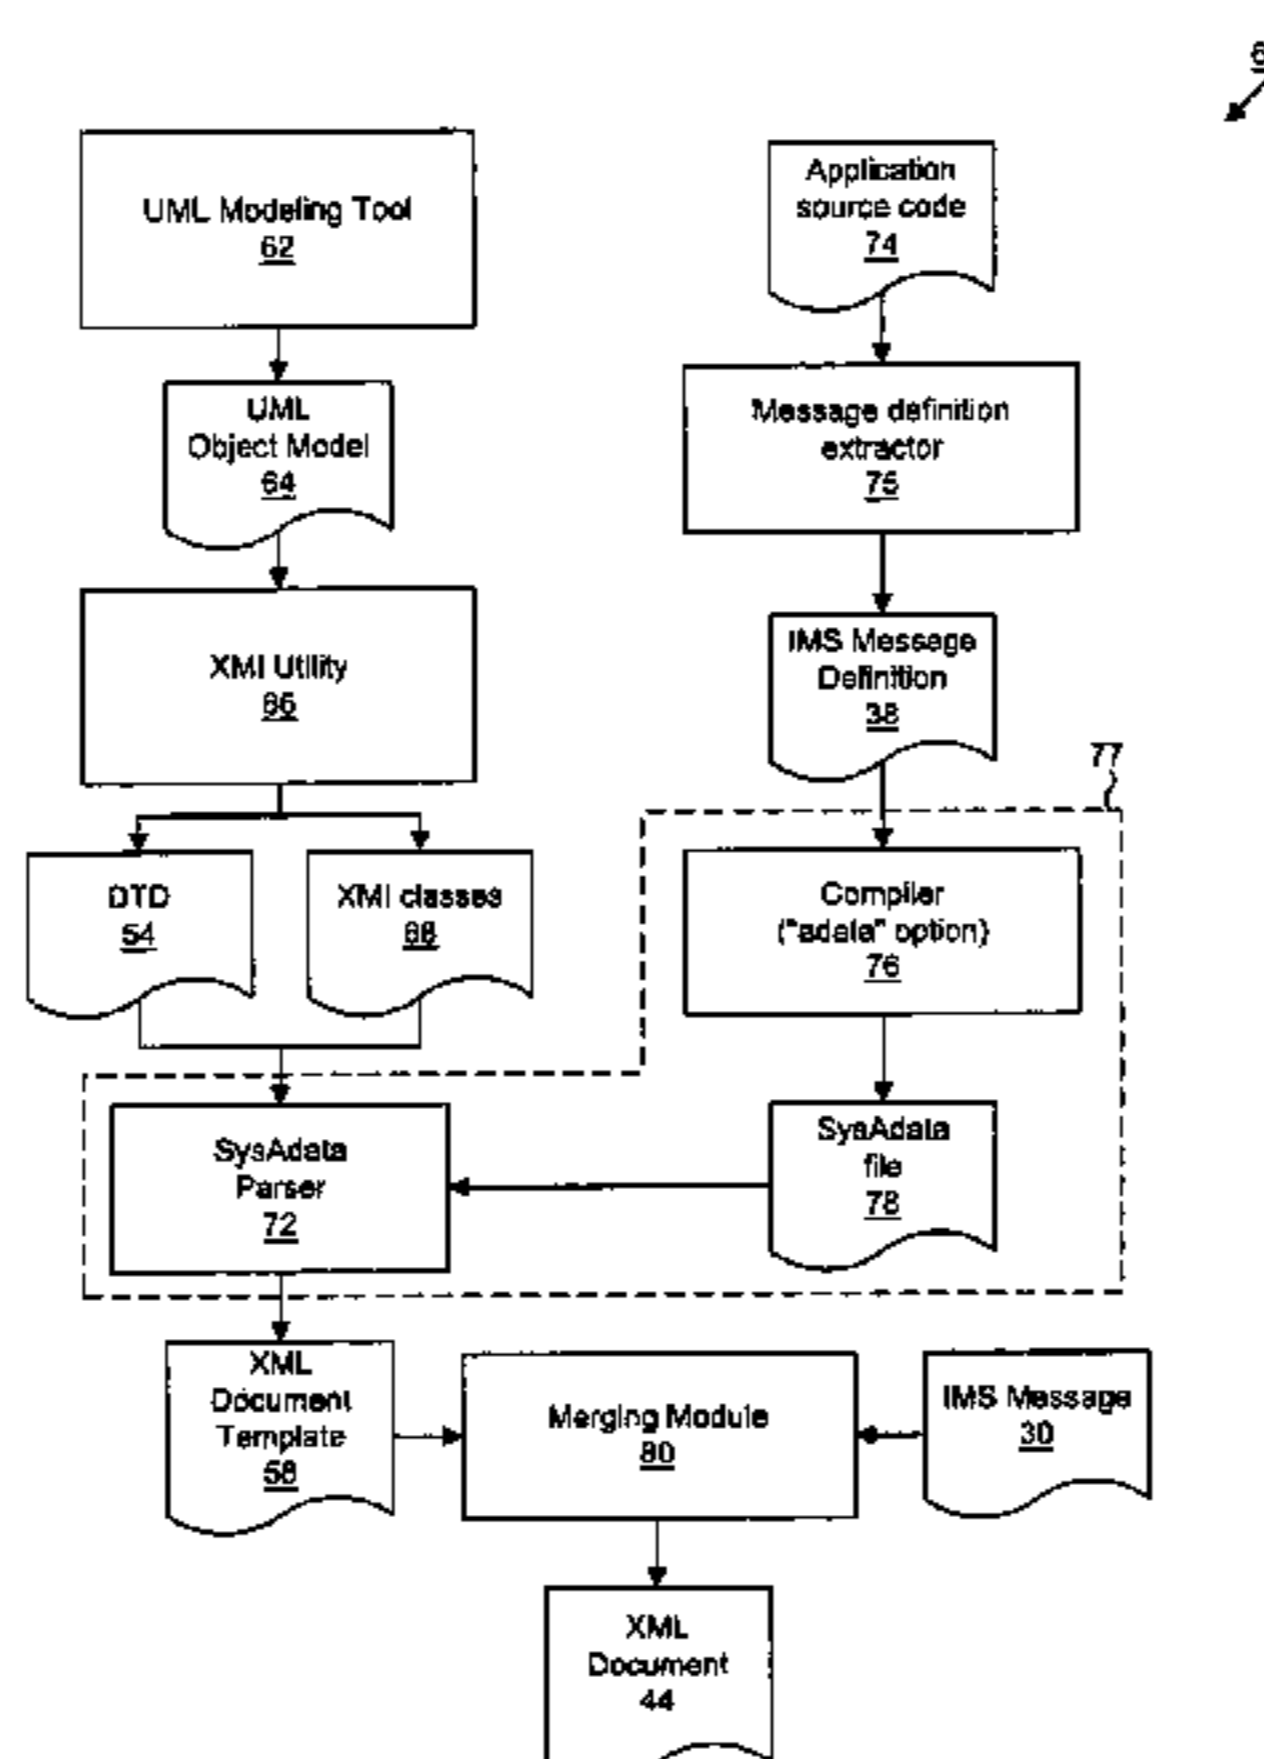 UML Modeling Tool
62
Application
source code
74
UML
Object Model
64
Message definition
extractor
75
XMI Utility
66
IMS Message
Definition
38
77
DTD
54
XMI classes
68
Compiler
("adata" option)
76
SysAdata
Parser
72
SysAdata
file
78
XML
Document
Template
58
Merging Module
80
IMS Message
30
XML
Document
44